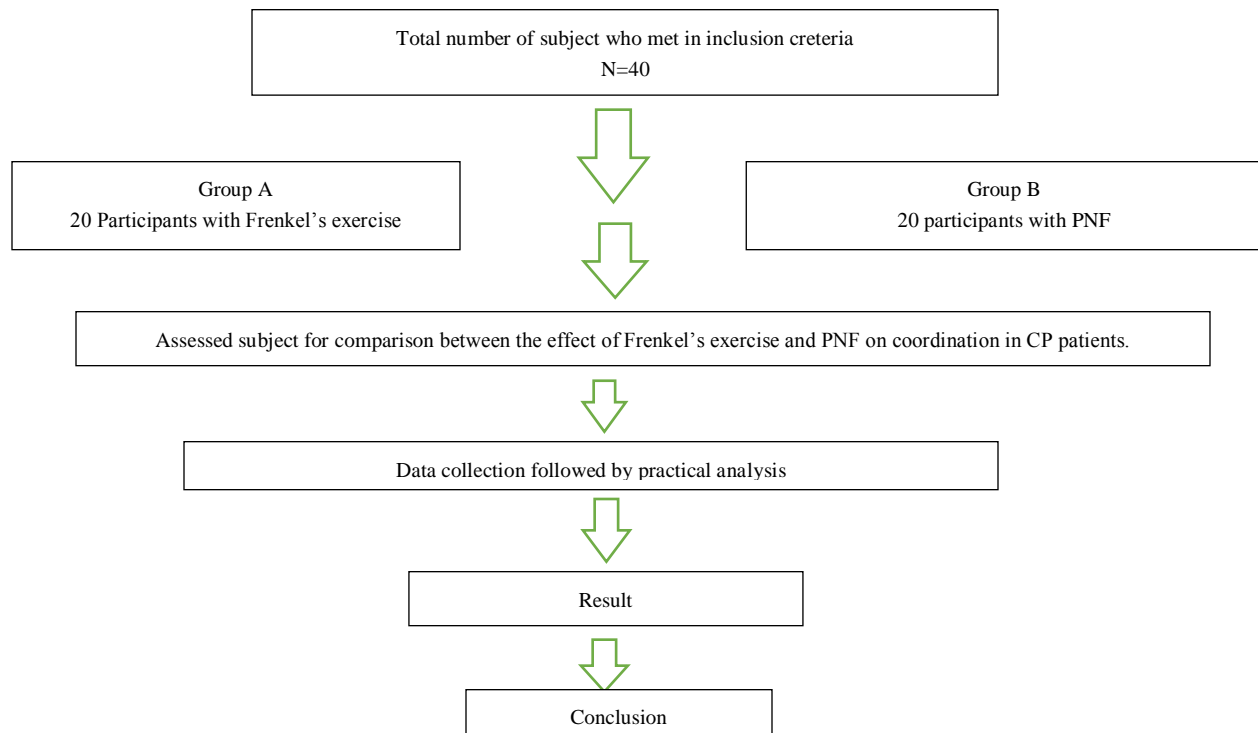 Total number of subject who met in inclusion creteria
N=40
Group A
20 Participants with Frenkel’s exercise
Group B
20 participants with PNF
Assessed subject for comparison between the effect of Frenkel’s exercise and PNF on coordination in CP patients.
Data collection followed by practical analysis
Result
Conclusion